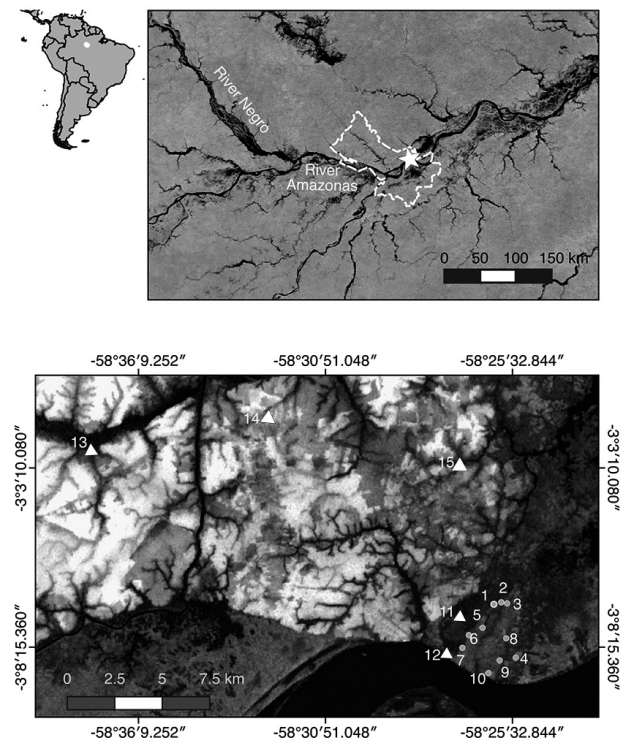 River Negro
River
Amazonas
0 50 100 150 km
-58°36′9.252″ -58°30′51.048″ -58°25′32.844″
-3°3′10.080″ -3°3′10.080″
-3°8′15.360″ -3°8′15.360″
13
14
15
1 2 3
11 5
6 8
12 7 4
9
10
0 2.5 5 7.5 km
-58°36′9.252″ -58°30′51.048″ -58°25′32.844″